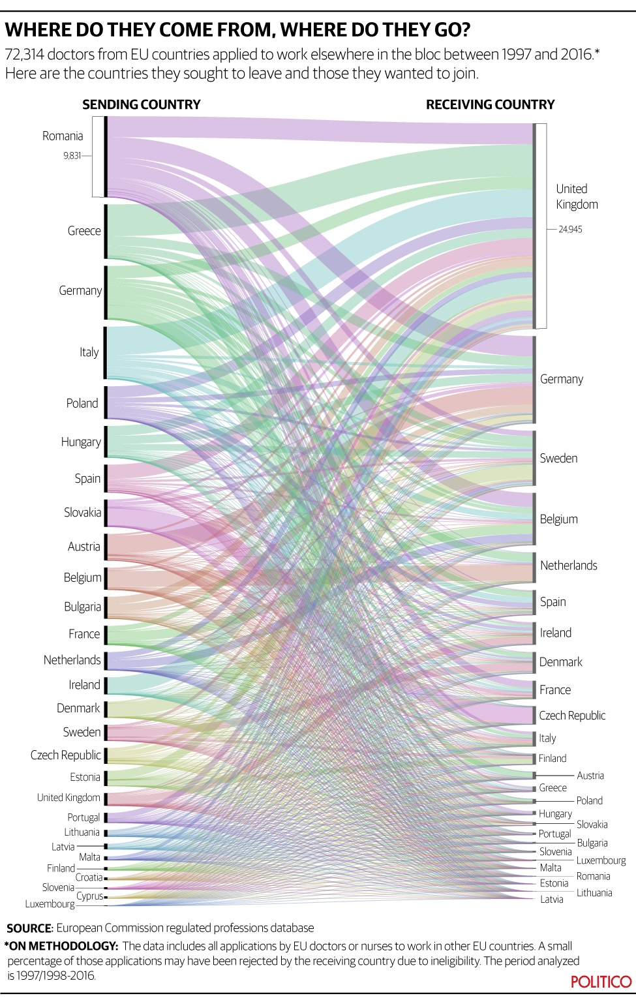 WHERE DO THEY COME FROM, WHERE DO THEY GO?
72,314 doctors from EU countries applied to work elsewhere in the bloc between 1997 and 2016.*
Here are the countries they sought to leave and those they wanted to join.
SENDING COUNTRY
Romania
9,831
Greece
Germany
Italy
Poland
Hungary
Spain
Slovakia
Austria
Belgium
Bulgaria
France
Netherlands
Ireland
Denmark
Sweden
Czech Republic
Estonia
United Kingdom
Portugal
Lithuania
Latvia
Malta
Finland
Croatia
Slovenia
Cyprus
Luxembourg
RECEIVING COUNTRY
United
Kingdom
24,945
Germany
Sweden
Belgium
Netherlands
Spain
Ireland
Denmark
France
Czech Republic
Italy
Finland
Austria
Greece
Poland
Hungary
Slovakia
Portugal
Bulgaria
Slovenia
Luxembourg
Malta
Romania
Estonia
Lithuania
Latvia
SOURCE: European Commission regulated professions database
*ON METHODOLOGY: The data includes all applications by EU doctors or nurses to work in other EU countries. A small
percentage of those applications may have been rejected by the receiving country due to ineligibility. The period analyzed
is 1997/1998-2016.
POLITICO